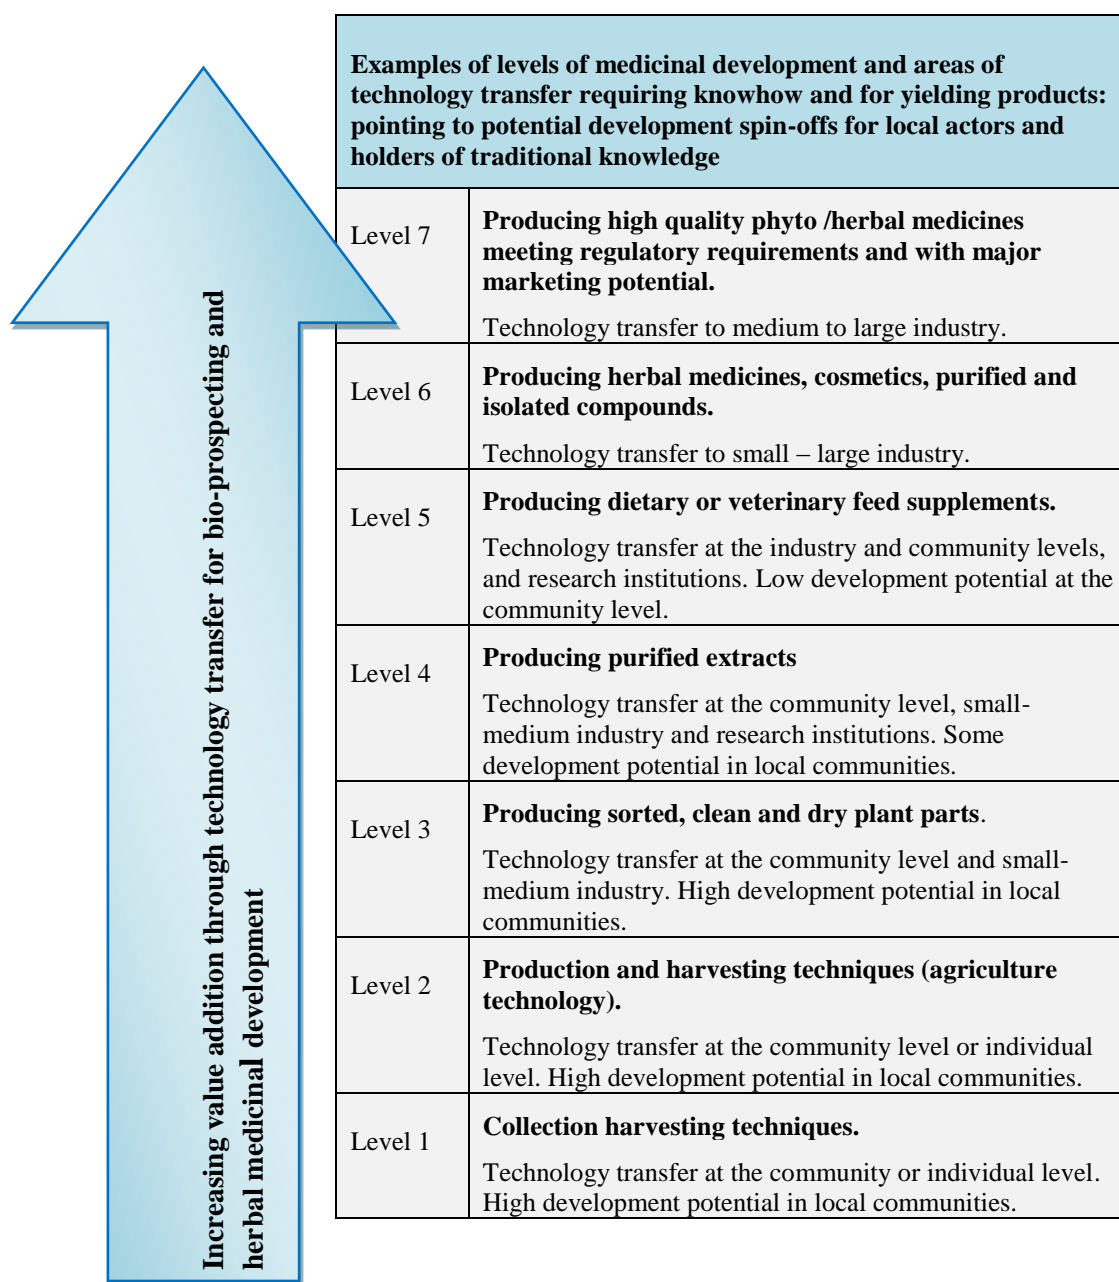 Examples of levels of medicinal development and areas of
technology transfer requiring knowhow and for yielding products:
pointing to potential development spin-offs for local actors and
holders of traditional knowledge
Level 7
Producing high quality phyto /herbal medicines
meeting regulatory requirements and with major
marketing potential.
Technology transfer to medium to large industry.
Level 6
Producing herbal medicines, cosmetics, purified and
isolated compounds.
Technology transfer to small – large industry.
Level 5
Producing dietary or veterinary feed supplements.
Technology transfer at the industry and community levels,
and research institutions. Low development potential at the
community level.
Level 4
Producing purified extracts
Technology transfer at the community level, small-
medium industry and research institutions. Some
development potential in local communities.
Level 3
Producing sorted, clean and dry plant parts.
Technology transfer at the community level and small-
medium industry. High development potential in local
communities.
Level 2
Production and harvesting techniques (agriculture
technology).
Technology transfer at the community level or individual
level. High development potential in local communities.
Level 1
Collection harvesting techniques.
Technology transfer at the community or individual level.
High development potential in local communities.
Increasing value addition through technology transfer for bio-prospecting and
herbal medicinal development